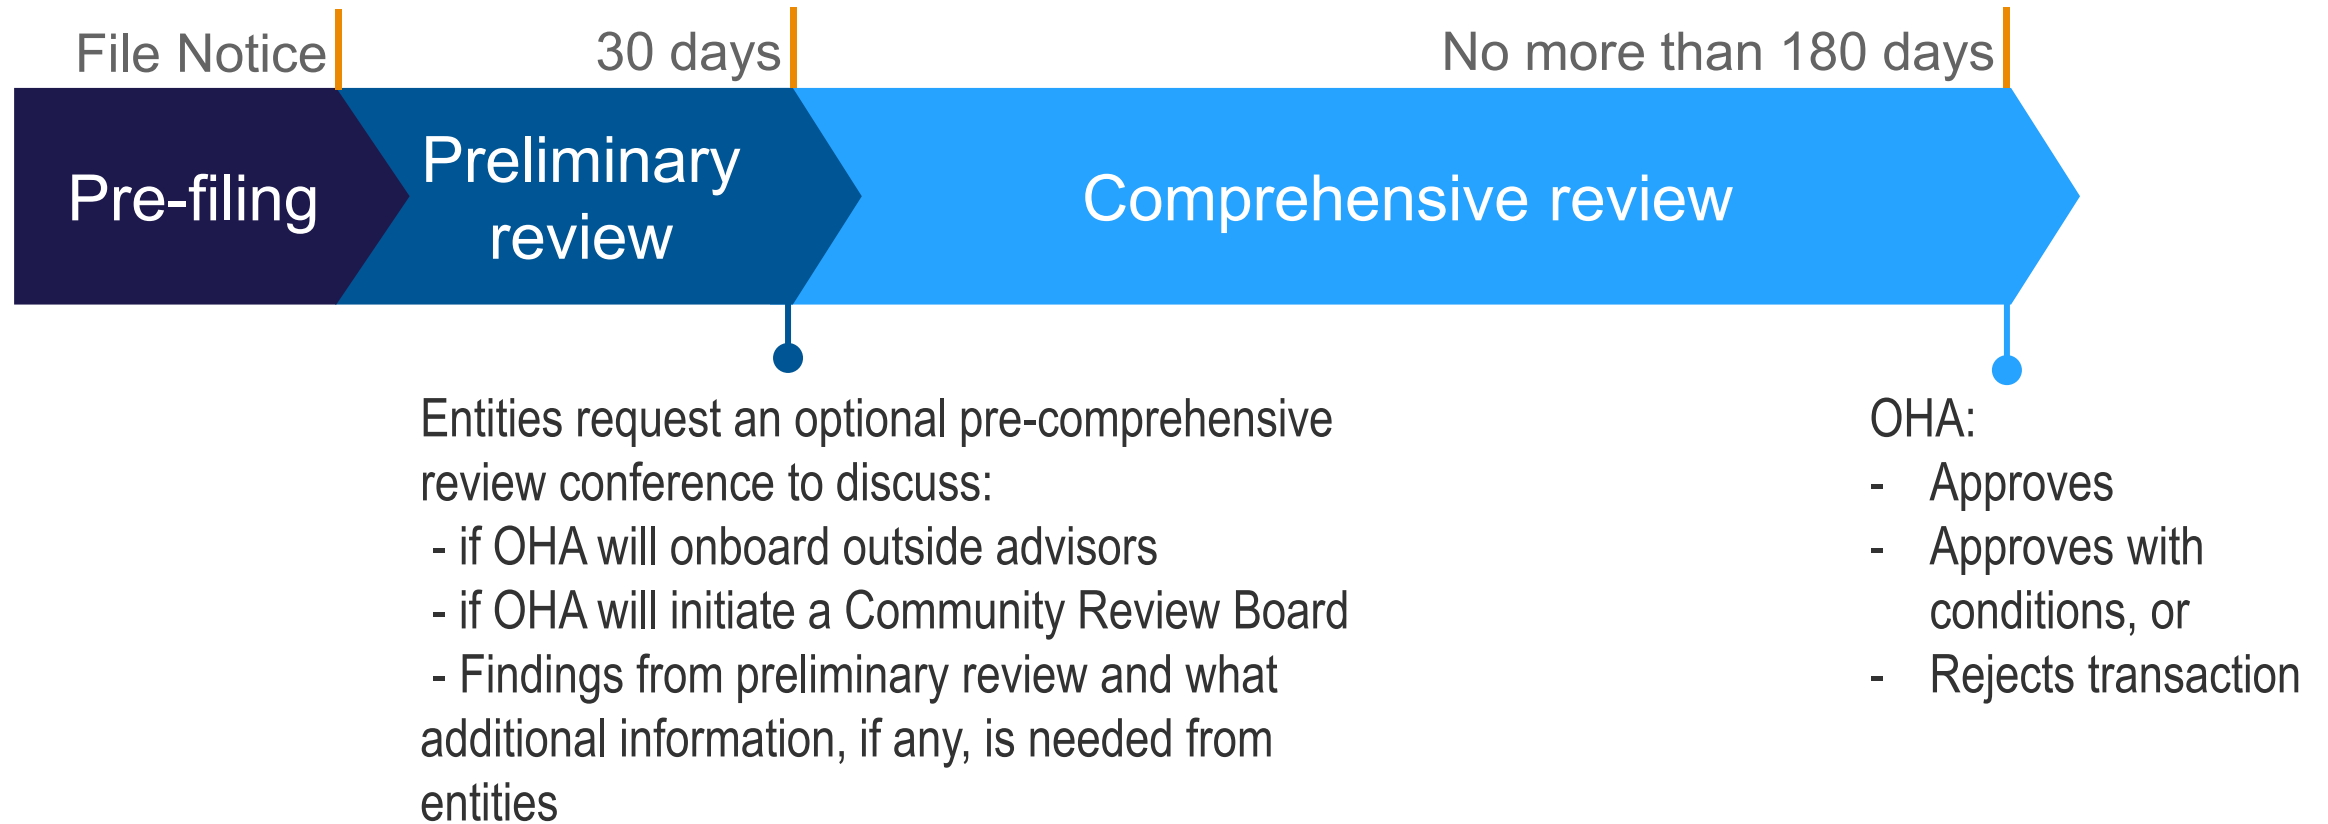 File Notice
30 days
No more than 180 days
Pre-filing
Preliminary
review
Comprehensive review
Entities request an optional pre-comprehensive
review conference to discuss:
- if OHA will onboard outside advisors
- if OHA will initiate a Community Review Board
- Findings from preliminary review and what
additional information, if any, is needed from
entities
OHA:
- Approves
- Approves with
conditions, or
- Rejects transaction